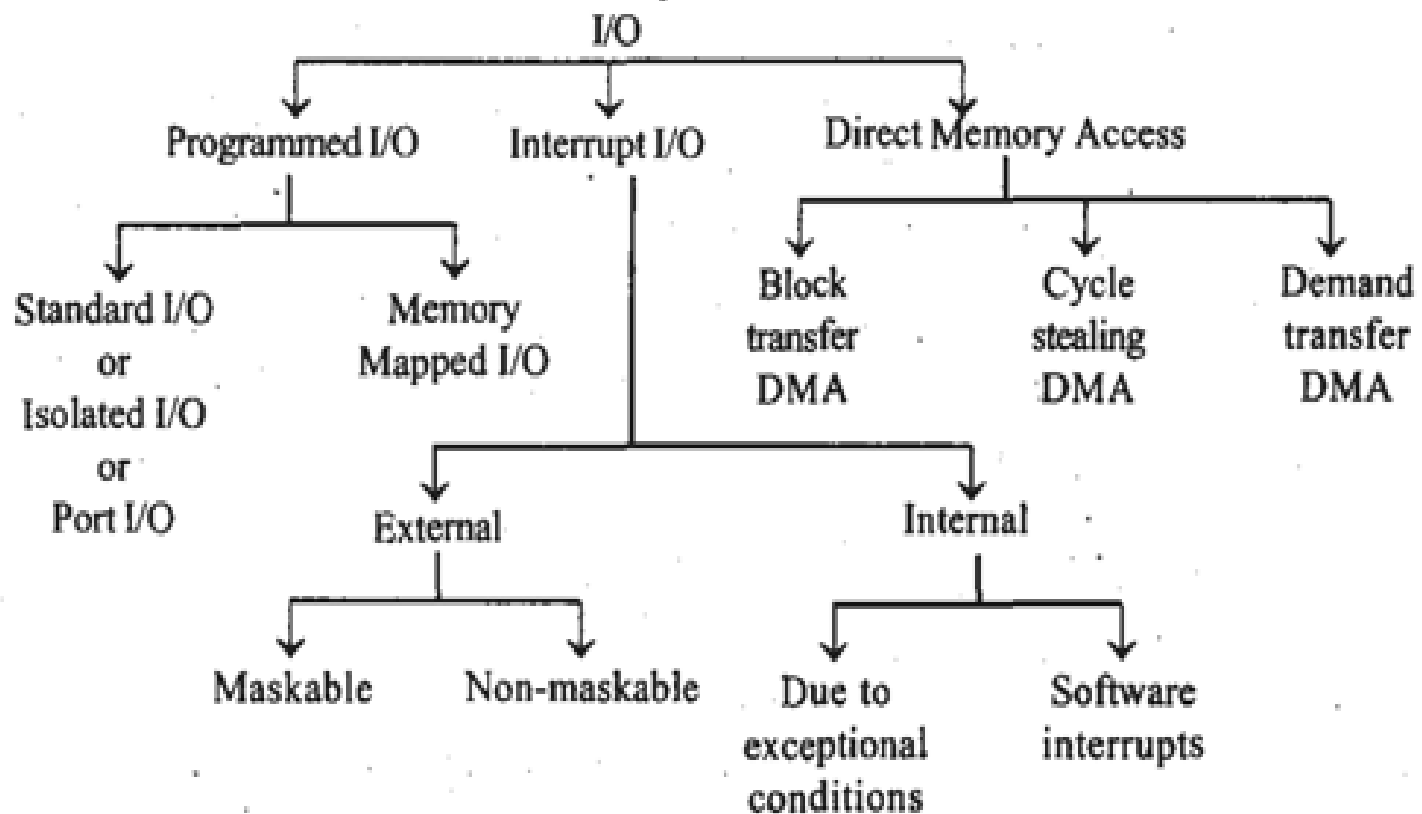 I/O
Programmed I/O
Interrupt I/O
Direct Memory Access
Standard I/O
or
Isolated I/O
or
Port I/O
Memory
Mapped I/O
Block
transfer
DMA
Cycle
stealing
DMA
Demand
transfer
DMA
External
Internal
Maskable
Non-maskable
Due to
exceptional
conditions
Software
interrupts